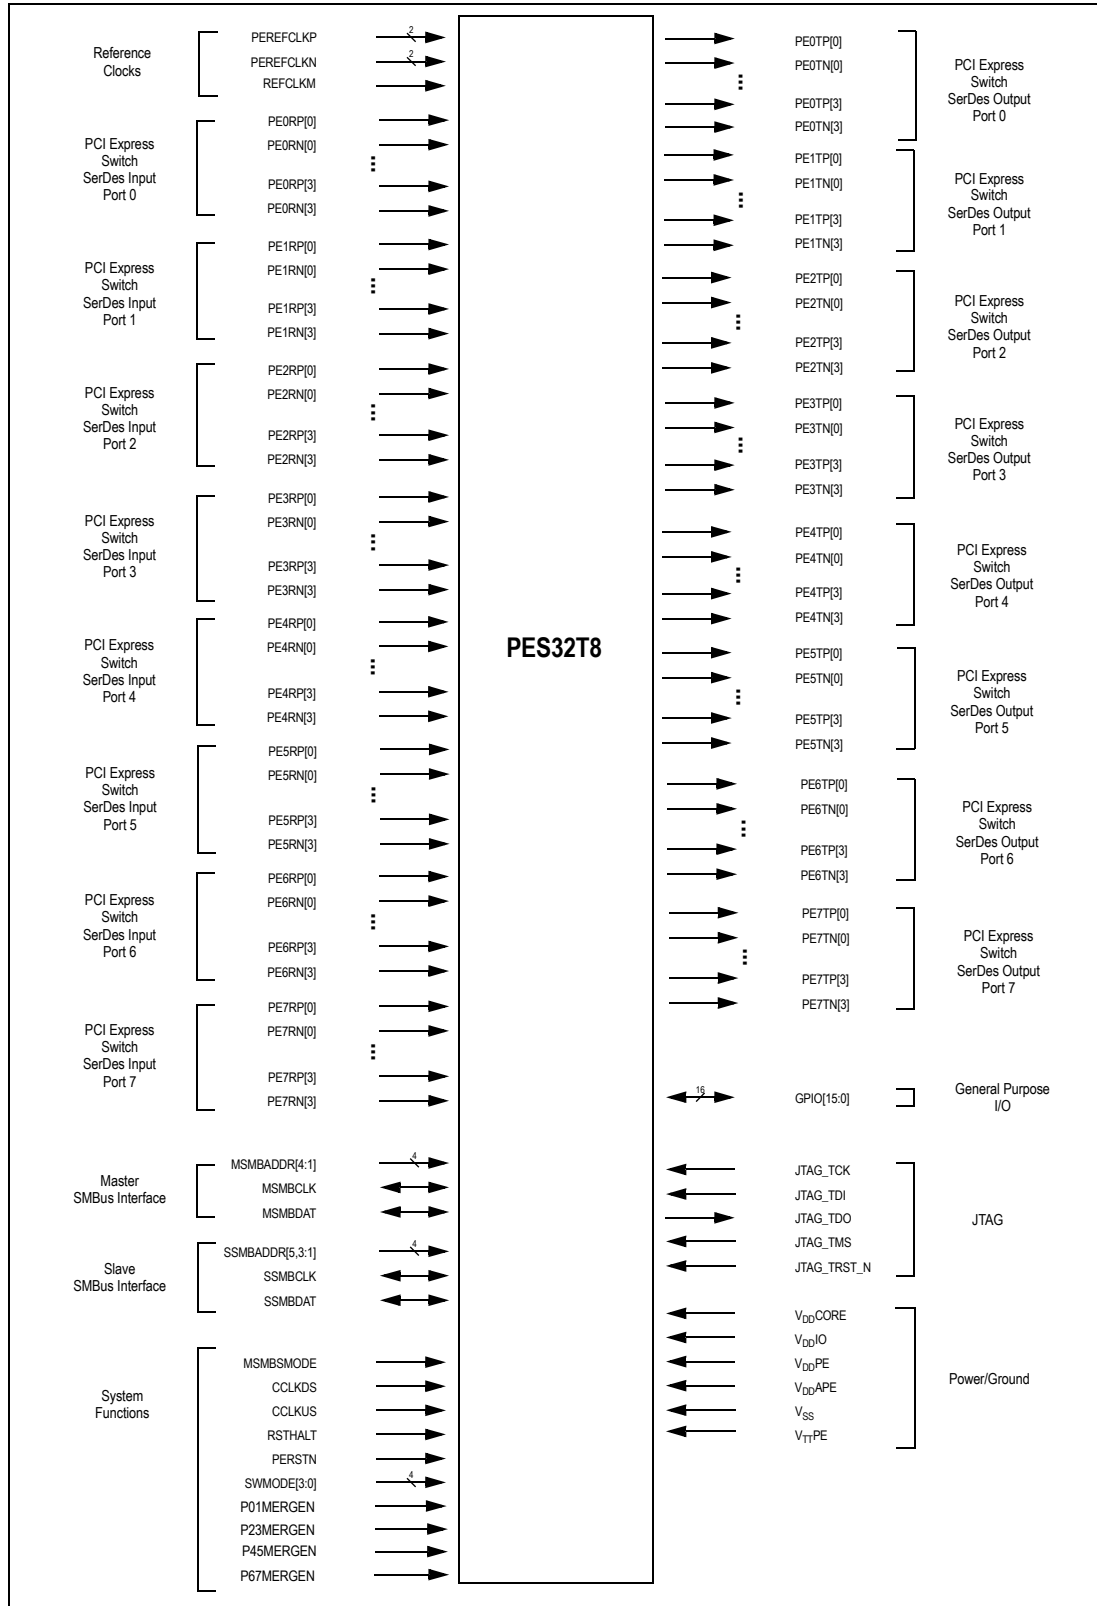 Reference
Clocks
PEREFCLKP
2
PEREFCLKN
2
REFCLKM
PCI Express
Switch
SerDes Input
Port 0
PE0RP[0]
PE0RN[0]
PE0RP[3]
PE0RN[3]
PCI Express
Switch
SerDes Input
Port 1
PE1RP[0]
PE1RN[0]
PE1RP[3]
PE1RN[3]
PCI Express
Switch
SerDes Input
Port 2
PE2RP[0]
PE2RN[0]
PE2RP[3]
PE2RN[3]
PCI Express
Switch
SerDes Input
Port 3
PE3RP[0]
PE3RN[0]
PE3RP[3]
PE3RN[3]
PCI Express
Switch
SerDes Input
Port 4
PE4RP[0]
PE4RN[0]
PE4RP[3]
PE4RN[3]
PCI Express
Switch
SerDes Input
Port 5
PE5RP[0]
PE5RN[0]
PE5RP[3]
PE5RN[3]
PCI Express
Switch
SerDes Input
Port 6
PE6RP[0]
PE6RN[0]
PE6RP[3]
PE6RN[3]
PCI Express
Switch
SerDes Input
Port 7
PE7RP[0]
PE7RN[0]
PE7RP[3]
PE7RN[3]
Master
SMBus Interface
MSMBADDR[4:1]
4
MSMBCLK
MSMBDAT
Slave
SMBus Interface
SSMBADDR[5,3:1]
4
SSMBCLK
SSMBDAT
System
Functions
MSMBSMODE
CCLKDS
CCLKUS
RSTHALT
PERSTN
SWMODE[3:0]
4
P01MERGEN
P23MERGEN
P45MERGEN
P67MERGEN
PES32T8
PE0TP[0]
PE0TN[0]
PE0TP[3]
PE0TN[3]
PCI Express
Switch
SerDes Output
Port 0
PE1TP[0]
PE1TN[0]
PE1TP[3]
PE1TN[3]
PCI Express
Switch
SerDes Output
Port 1
PE2TP[0]
PE2TN[0]
PE2TP[3]
PE2TN[3]
PCI Express
Switch
SerDes Output
Port 2
PE3TP[0]
PE3TN[0]
PE3TP[3]
PE3TN[3]
PCI Express
Switch
SerDes Output
Port 3
PE4TP[0]
PE4TN[0]
PE4TP[3]
PE4TN[3]
PCI Express
Switch
SerDes Output
Port 4
PE5TP[0]
PE5TN[0]
PE5TP[3]
PE5TN[3]
PCI Express
Switch
SerDes Output
Port 5
PE6TP[0]
PE6TN[0]
PE6TP[3]
PE6TN[3]
PCI Express
Switch
SerDes Output
Port 6
PE7TP[0]
PE7TN[0]
PE7TP[3]
PE7TN[3]
PCI Express
Switch
SerDes Output
Port 7
16
GPIO[15:0]
General Purpose
I/O
JTAG_TCK
JTAG_TDI
JTAG_TDO
JTAG_TMS
JTAG_TRST_N
JTAG
VDDCORE
VDDIO
VDDPE
VDDAPE
VSS
VTTPE
Power/Ground